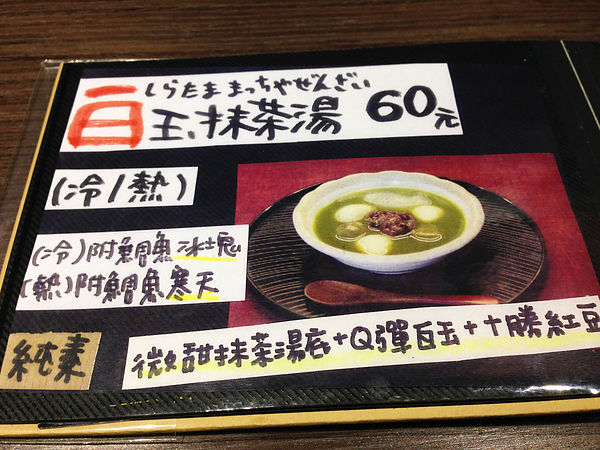 しらたままっちゃぜんざい
白玉抹茶湯 60元
(冷/熱)
(冷)附鯛魚冰塊
(熱)附鯛魚寒天
純素
微甜抹茶湯底+Q彈白玉+十勝紅豆